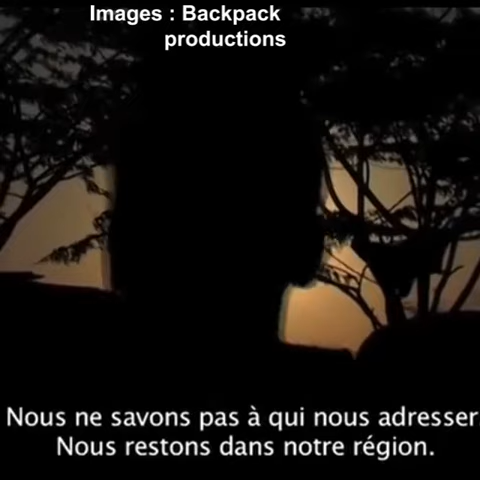 Images : Backpack
productions
Nous ne savons pas à qui nous adresser.
Nous restons dans notre région.